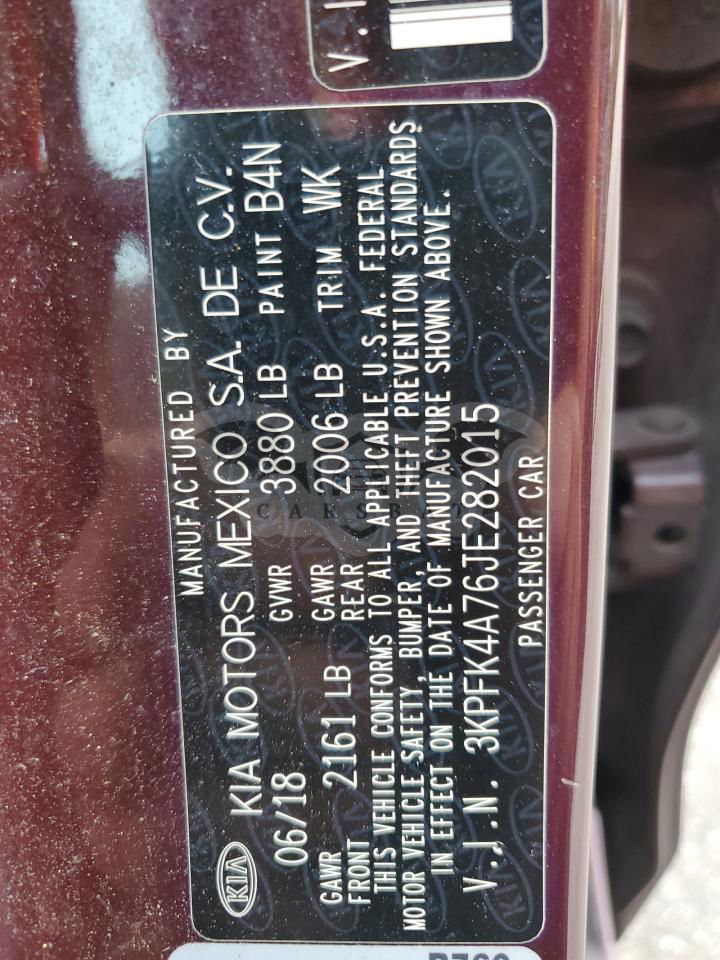 V.I
MANUFACTURED BY
KIA KIA MOTORS MEXICO S.A. DE C.V.
06/18 GVWR 3880 LB PAINT B4N
GAWR FRONT 2161 LB GAWR REAR 2006 LB TRIM WK
THIS VEHICLE CONFORMS TO ALL APPLICABLE U.S.A. FEDERAL
MOTOR VEHICLE SAFETY, BUMPER, AND THEFT PREVENTION STANDARDS
IN EFFECT ON THE DATE OF MANUFACTURE SHOWN ABOVE.
V.I.N. 3KPFK4A76JE282015
PASSENGER CAR